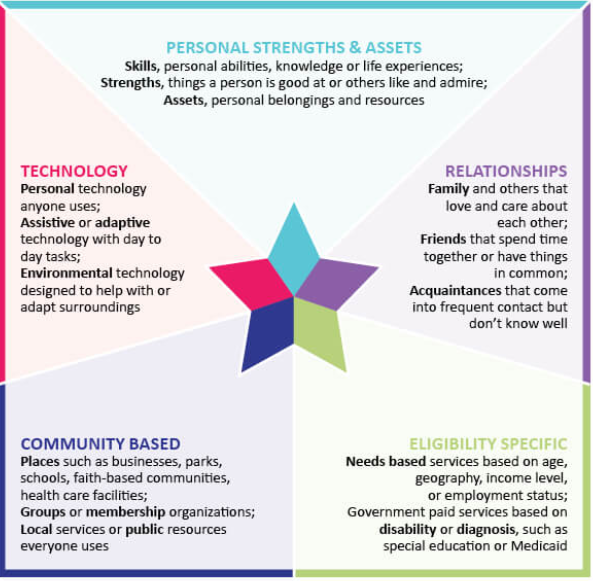 PERSONAL STRENGTHS & ASSETS
Skills, personal abilities, knowledge or life experiences;
Strengths, things a person is good at or others like and admire;
Assets, personal belongings and resources
TECHNOLOGY
Personal technology
anyone uses;
Assistive or adaptive
technology with day to
day tasks;
Environmental technology
designed to help with or
adapt surroundings
RELATIONSHIPS
Family and others that
love and care about
each other;
Friends that spend time
together or have things
in common;
Acquaintances that come
into frequent contact but
don’t know well
COMMUNITY BASED
Places such as businesses, parks,
schools, faith-based communities,
health care facilities;
Groups or membership organizations;
Local services or public resources
everyone uses
ELIGIBILITY SPECIFIC
Needs based services based on age,
geography, income level,
or employment status;
Government paid services based on
disability or diagnosis, such as
special education or Medicaid